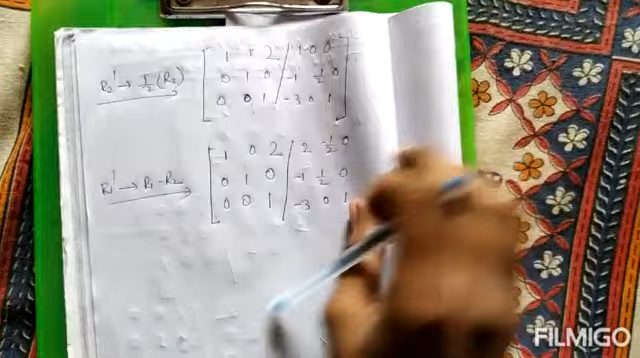 1 1 2 / 1 0 0
R2' → 1/2 (R2) 0 1 0 / -1 1/2 0
0 0 1 / -3 0 1
1 0 2 / 2 -1/2 0
R1' → R1 - R2 0 1 0 / -1 1/2 0
0 0 1 / -3 0 1
FILMIGO